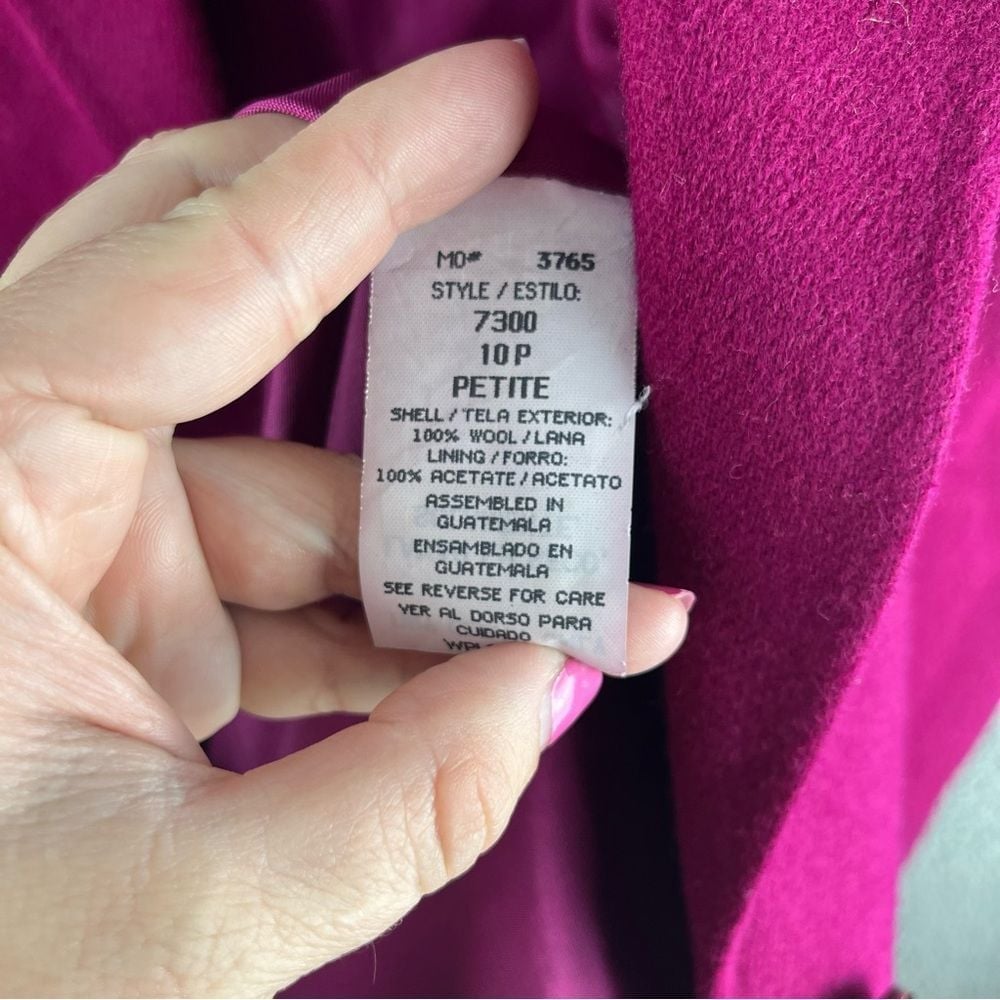 MO# 3765
STYLE / ESTILO:
7300
10P
PETITE
SHELL / TELA EXTERIOR:
100% WOOL / LANA
LINING / FORRO:
100% ACETATE / ACETATO
ASSEMBLED IN
GUATEMALA
ENSAMBLADO EN
GUATEMALA
SEE REVERSE FOR CARE
VER AL DORSO PARA
CUIDADO